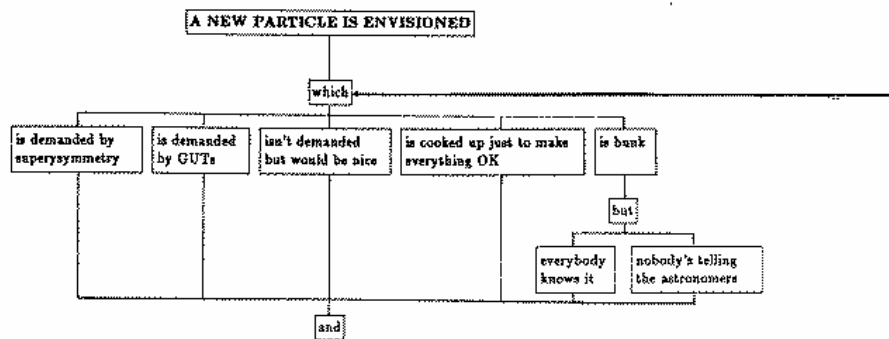 A NEW PARTICLE IS ENVISIONED
which
is demanded by
superysymmetry
is demanded
by GUTs
isn't demanded
but would be nice
is cooked up just to make
everything OK
is bunk
but
everybody
knows it
nobody's telling
the astronomers
and